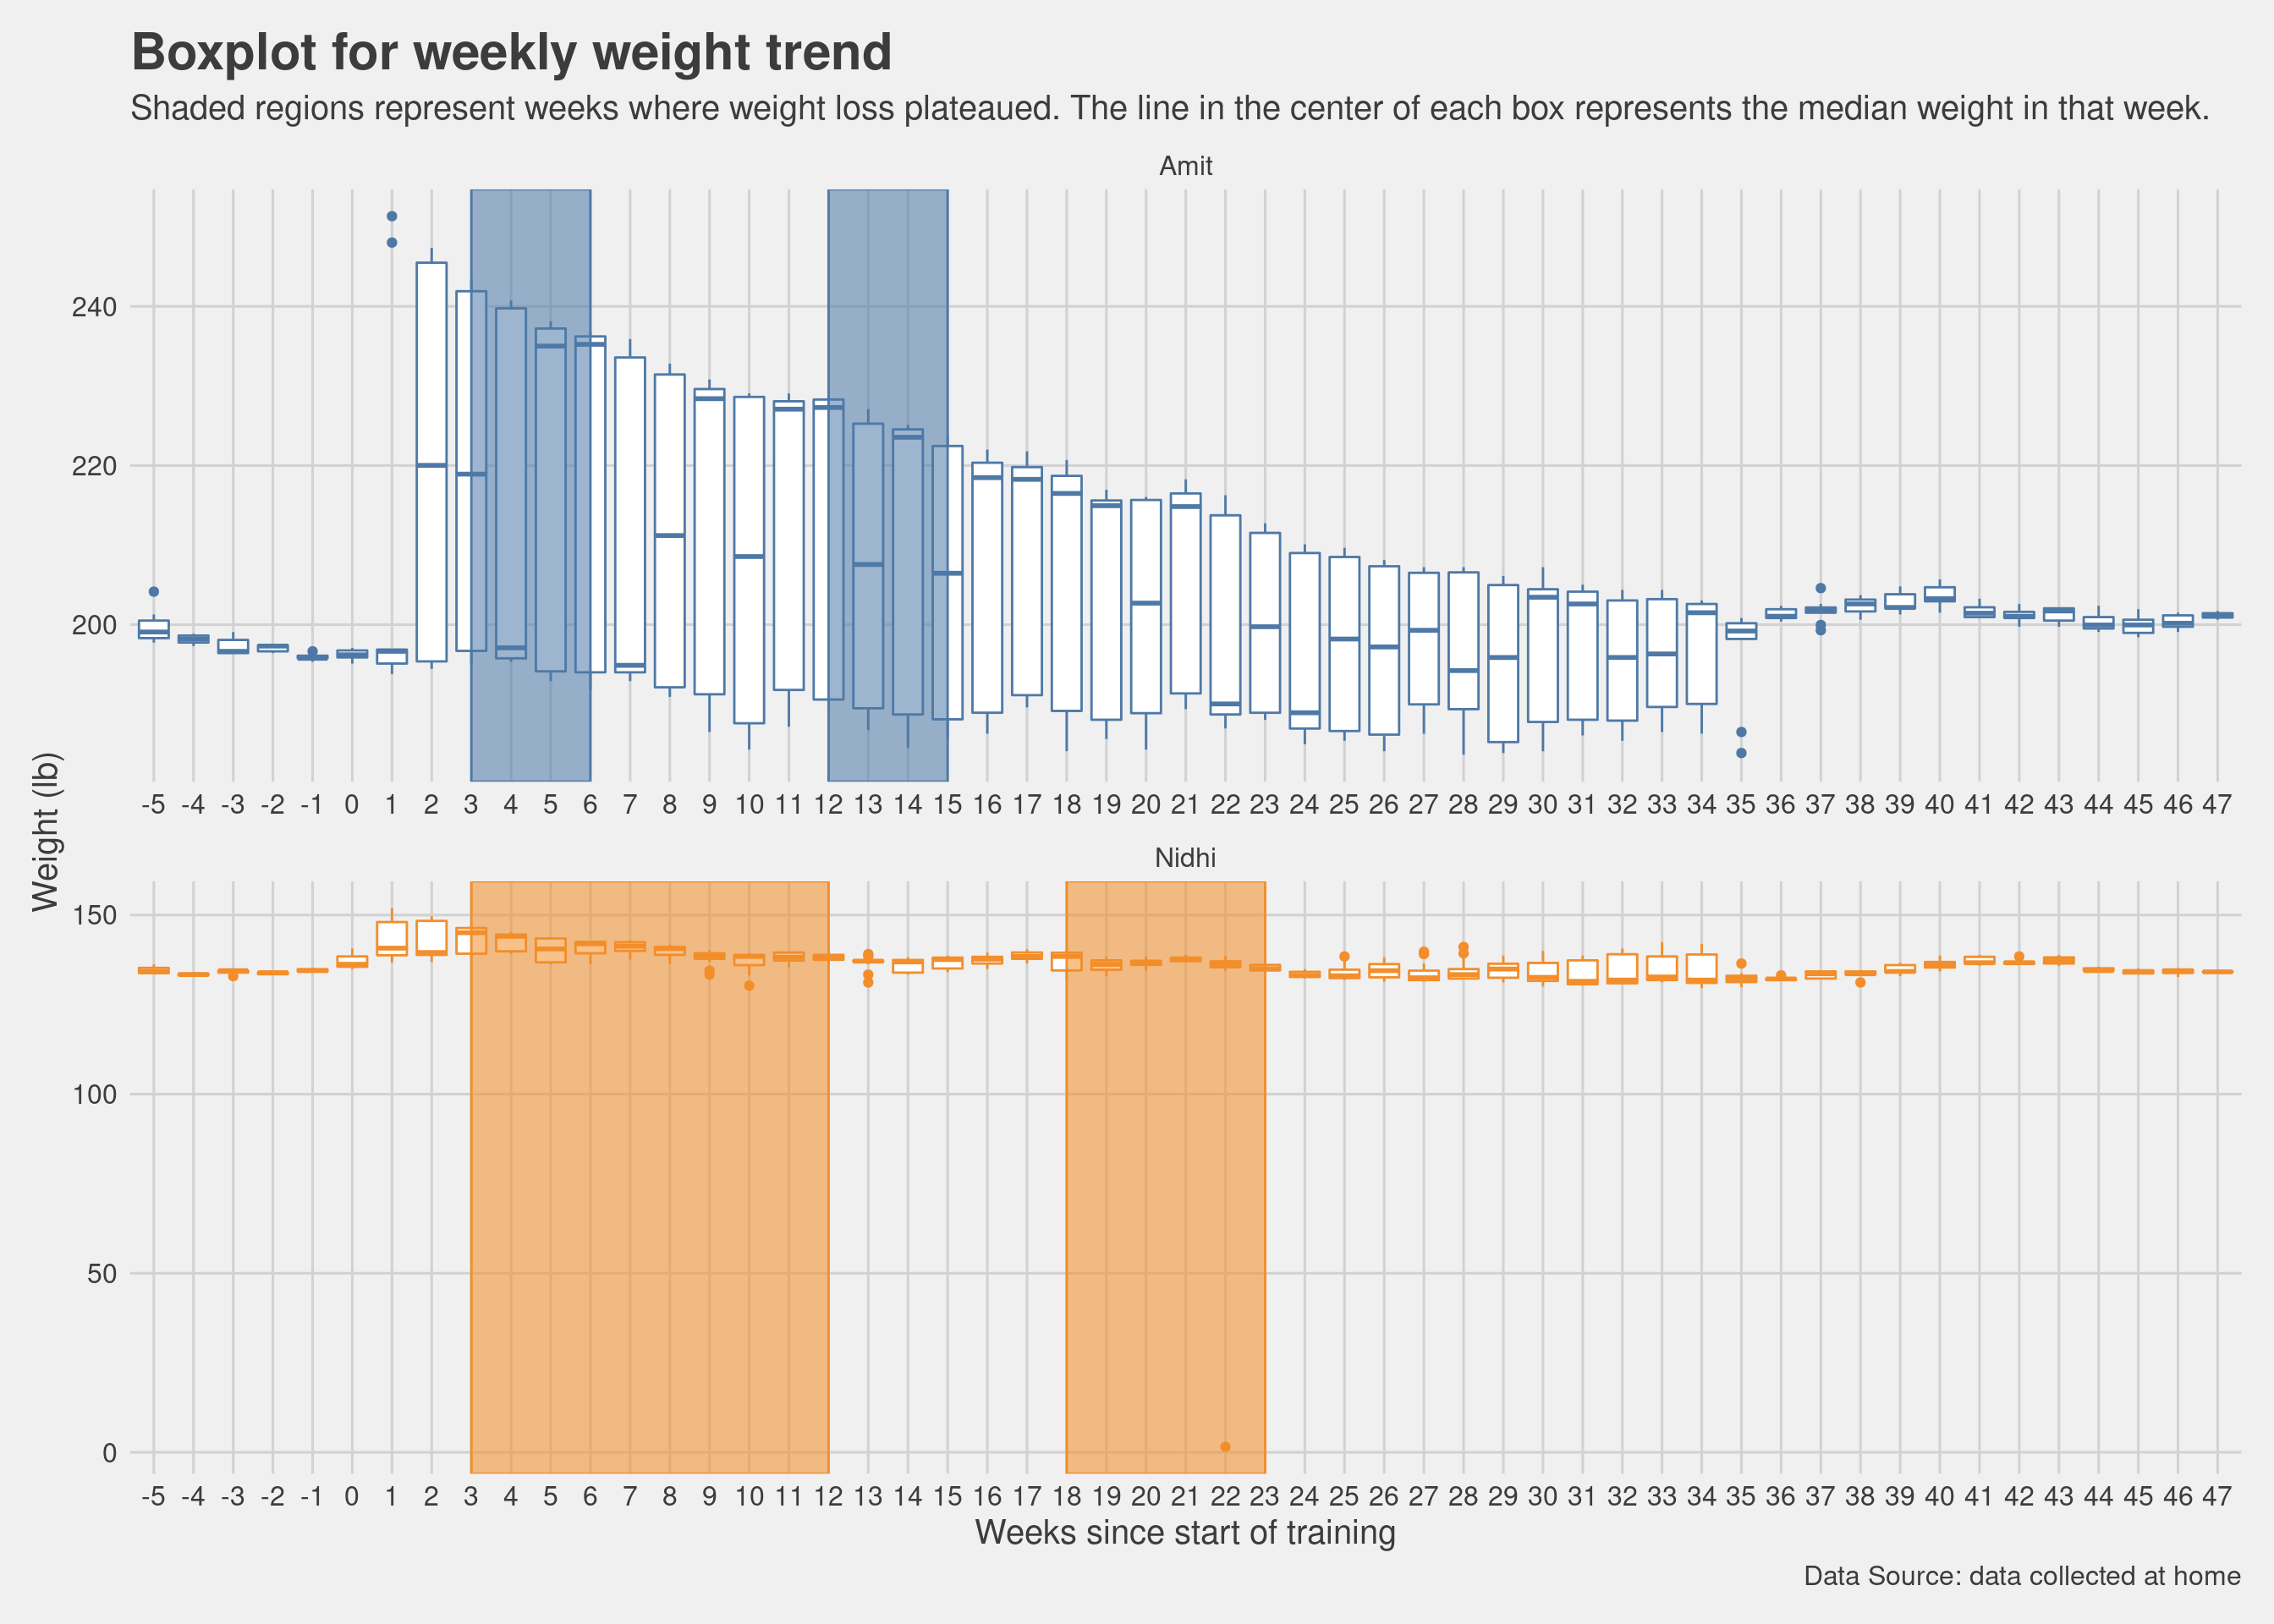 Boxplot for weekly weight trend
Shaded regions represent weeks where weight loss plateaued. The line in the center of each box represents the median weight in that week.
Amit
240
220
200
-5 -4 -3 -2 -1 0 1 2 3 4 5 6 7 8 9 10 11 12 13 14 15 16 17 18 19 20 21 22 23 24 25 26 27 28 29 30 31 32 33 34 35 36 37 38 39 40 41 42 43 44 45 46 47
Weight (lb)
Nidhi
150
100
50
0
-5 -4 -3 -2 -1 0 1 2 3 4 5 6 7 8 9 10 11 12 13 14 15 16 17 18 19 20 21 22 23 24 25 26 27 28 29 30 31 32 33 34 35 36 37 38 39 40 41 42 43 44 45 46 47
Weeks since start of training
Data Source: data collected at home